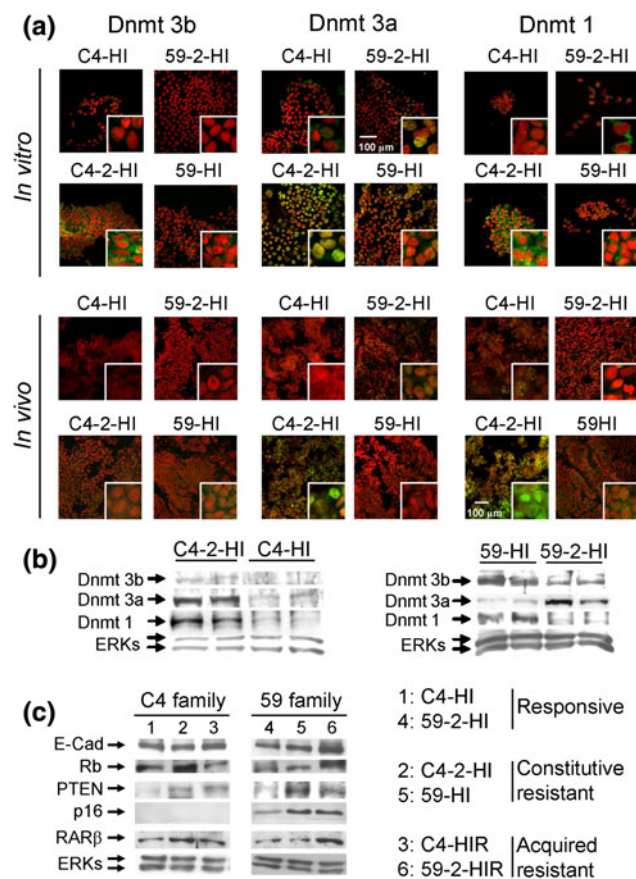 (a)
Dnmt 3b Dnmt 3a Dnmt 1
C4-HI 59-2-HI C4-HI 59-2-HI C4-HI 59-2-HI
In vitro
100 µm
C4-2-HI 59-HI C4-2-HI 59-HI C4-2-HI 59-HI
In vivo
C4-HI 59-2-HI C4-HI 59-2-HI C4-HI 59-2-HI
C4-2-HI 59-HI C4-2-HI 59-HI C4-2-HI 59HI
100 µm
(b)
C4-2-HI C4-HI
Dnmt 3b
Dnmt 3a
Dnmt 1
ERKs
59-HI 59-2-HI
Dnmt 3b
Dnmt 3a
Dnmt 1
ERKs
(c)
C4 family 59 family
1 2 3 4 5 6
E-Cad
Rb
PTEN
p16
RARβ
ERKs
1: C4-HI
4: 59-2-HI
Responsive
2: C4-2-HI
5: 59-HI
Constitutive
resistant
3: C4-HIR
6: 59-2-HIR
Acquired
resistant